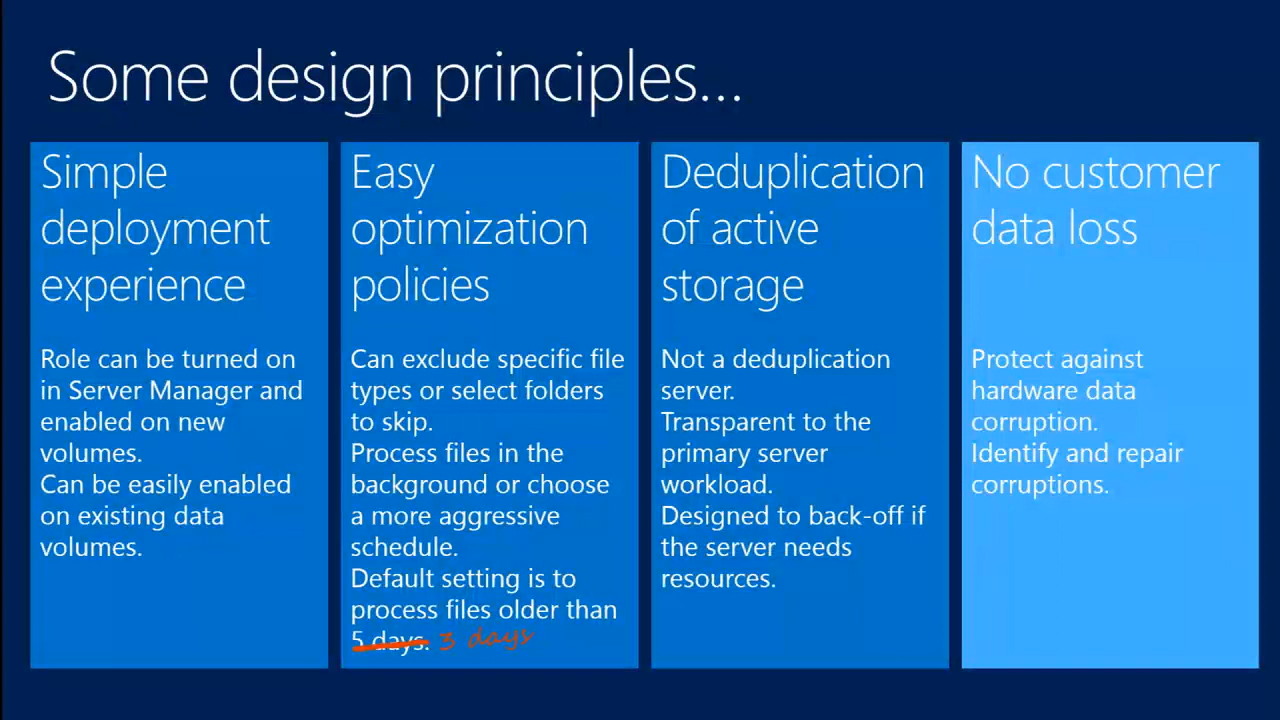 Some design principles...
Simple
deployment
experience
Role can be turned on
in Server Manager and
enabled on new
volumes.
Can be easily enabled
on existing data
volumes.
Easy
optimization
policies
Can exclude specific file
types or select folders
to skip.
Process files in the
background or choose
a more aggressive
schedule.
Default setting is to
process files older than
5 days. 3 days
Deduplication
of active
storage
Not a deduplication
server.
Transparent to the
primary server
workload.
Designed to back-off if
the server needs
resources.
No customer
data loss
Protect against
hardware data
corruption.
Identify and repair
corruptions.